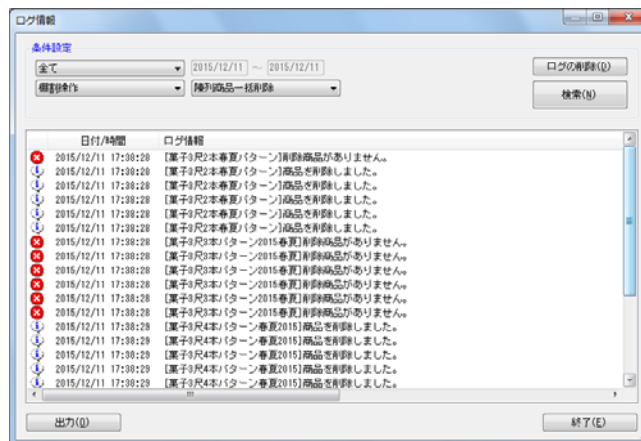 ログ情報
条件設定
全て 2015/12/11 ～ 2015/12/11 ログの削除(D)
棚割操作 陳列商品一括削除 検索(N)
日付/時間 ログ情報
2015/12/11 17:38:28 [菓子3尺2本春夏パターン]削除商品がありません。
2015/12/11 17:38:28 [菓子3尺2本春夏パターン]商品を削除しました。
2015/12/11 17:38:28 [菓子3尺2本春夏パターン]商品を削除しました。
2015/12/11 17:38:28 [菓子3尺2本春夏パターン]商品を削除しました。
2015/12/11 17:38:28 [菓子3尺2本春夏パターン]商品を削除しました。
2015/12/11 17:38:28 [菓子3尺2本春夏パターン]商品を削除しました。
2015/12/11 17:38:28 [菓子3尺3本パターン2015春夏]削除商品がありません。
2015/12/11 17:38:28 [菓子3尺3本パターン2015春夏]削除商品がありません。
2015/12/11 17:38:28 [菓子3尺3本パターン2015春夏]削除商品がありません。
2015/12/11 17:38:28 [菓子3尺3本パターン2015春夏]削除商品がありません。
2015/12/11 17:38:28 [菓子3尺3本パターン2015春夏]削除商品がありません。
2015/12/11 17:38:28 [菓子3尺3本パターン2015春夏]削除商品がありません。
2015/12/11 17:38:29 [菓子3尺4本パターン春夏2015]商品を削除しました。
2015/12/11 17:38:29 [菓子3尺4本パターン春夏2015]商品を削除しました。
2015/12/11 17:38:29 [菓子3尺4本パターン春夏2015]商品を削除しました。
2015/12/11 17:38:29 [菓子3尺4本パターン春夏2015]商品を削除しました。
2015/12/11 17:38:29 [菓子3尺4本パターン春夏2015]商品を削除しました。
出力(O) 終了(E)